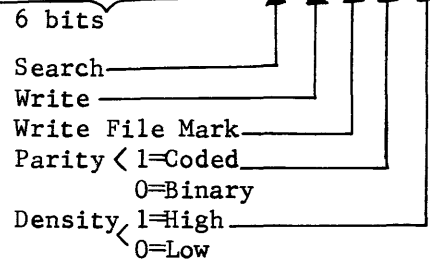 6 bits
Search
Write
Write File Mark
Parity < 1=Coded
0=Binary
Density < 1=High
0=Low